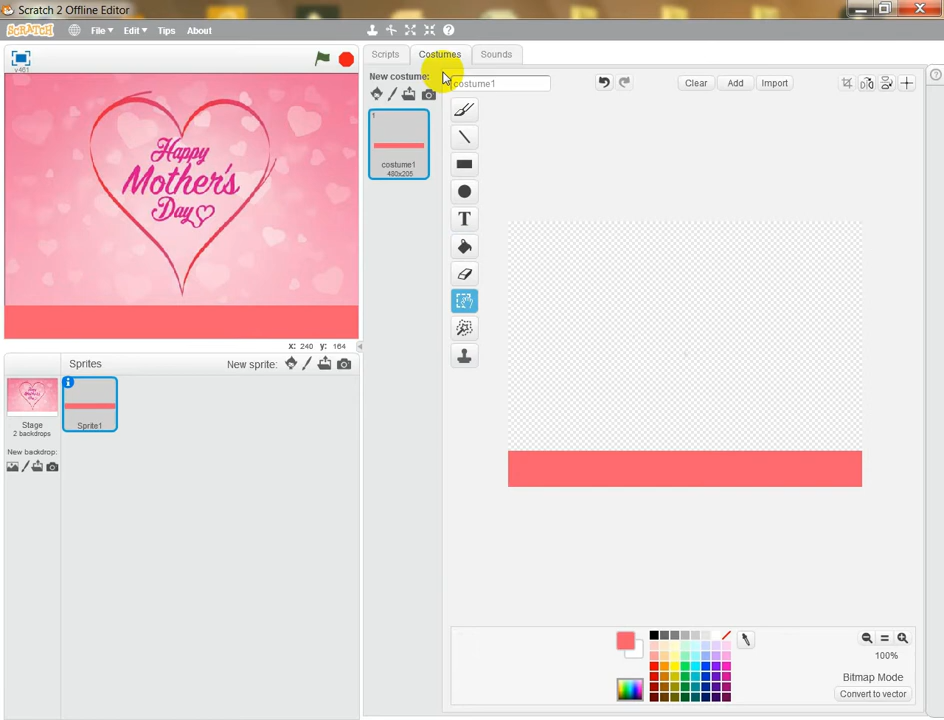 Scratch 2 Offline Editor
SCRATCH File Edit Tips About
v461
Scripts Costumes Sounds
New costume: costume1 Clear Add Import
1
costume1
480x205
Happy
Mother's
Day
x: 240 y: 164
Sprites New sprite:
Stage
2 backdrops
Sprite1
New backdrop:
T
100%
Bitmap Mode
Convert to vector